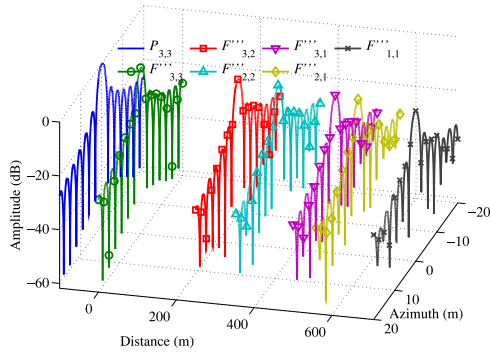 P3,3 F'''3,2 F'''3,1 F'''1,1
F'''3,3 F'''2,2 F'''2,1
0
−20
−40
−60
Amplitude (dB)
0
200
400
600
Distance (m)
−20
−10
0
10
20
Azimuth (m)